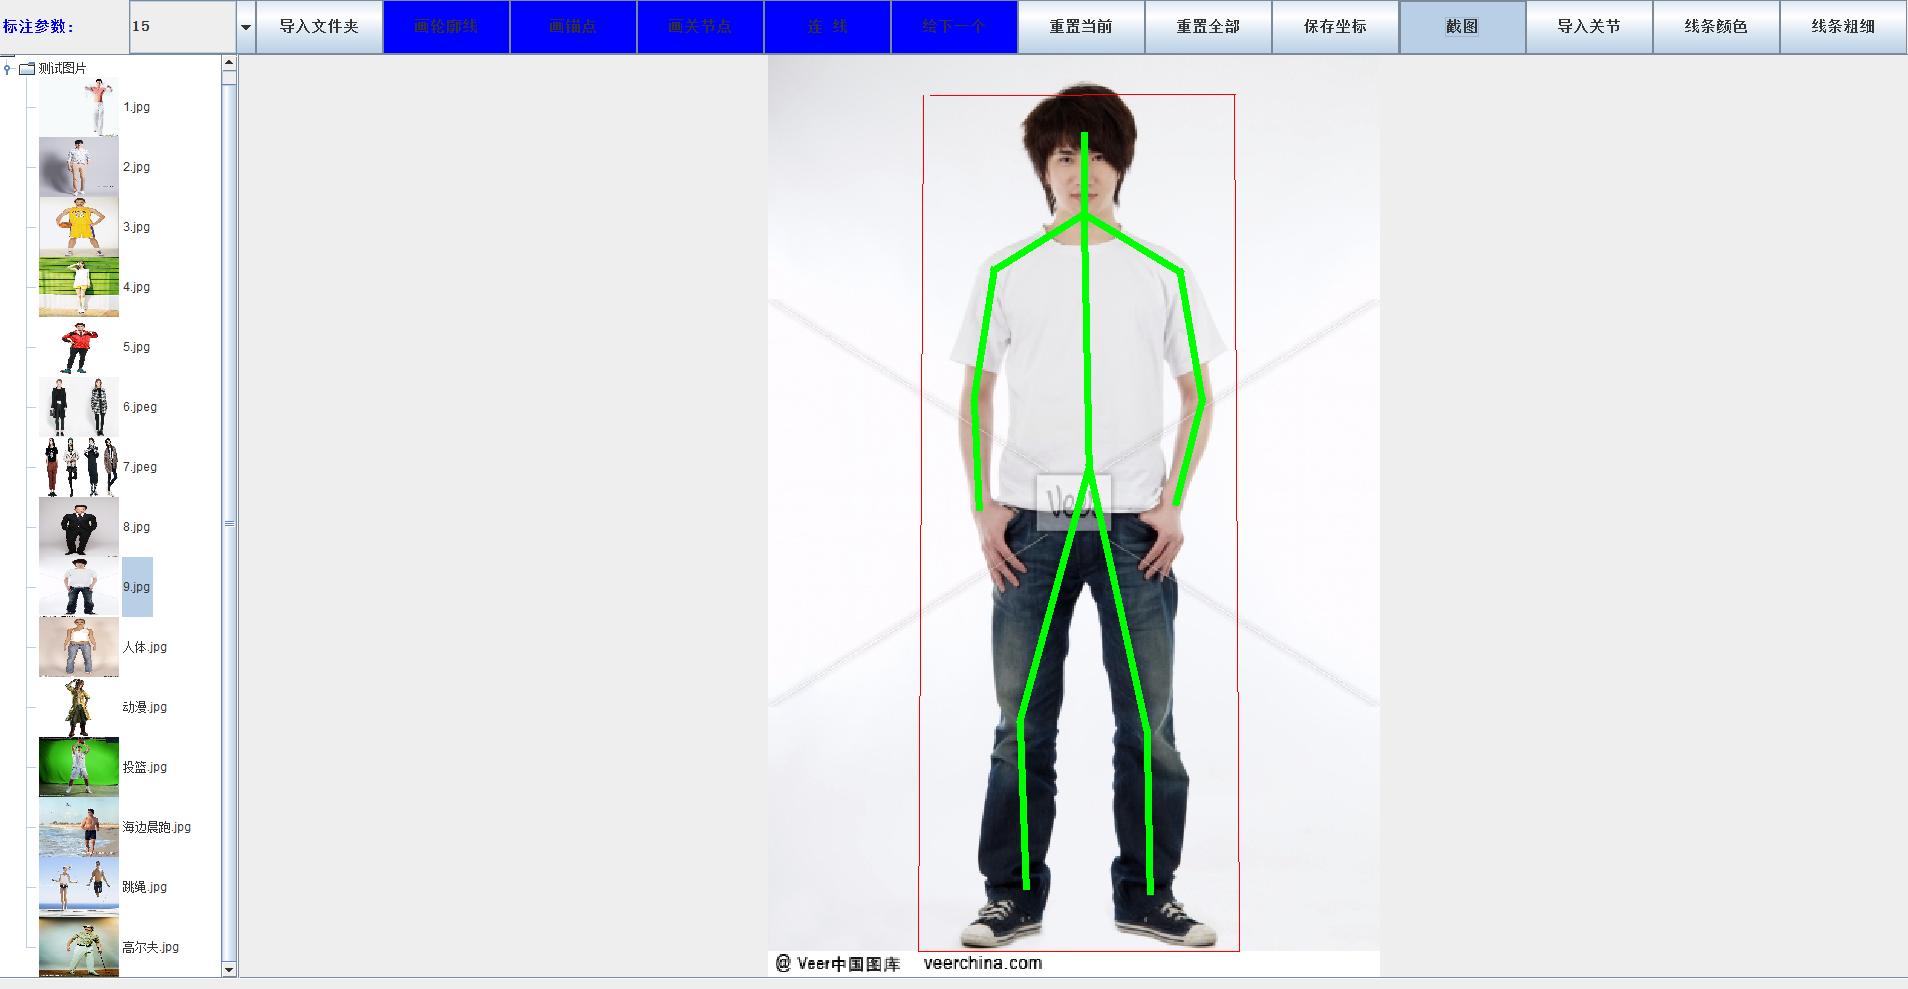 标注参数:
15
导入文件夹
画轮廓线
画锚点
画关节点
连 线
绘下一个
重置当前
重置全部
保存坐标
截图
导入关节
线条颜色
线条粗细
测试图片
1.jpg
2.jpg
3.jpg
4.jpg
5.jpg
6.jpeg
7.jpeg
8.jpg
9.jpg
人体.jpg
动漫.jpg
投篮.jpg
海边晨跑.jpg
跳绳.jpg
高尔夫.jpg
@ Veer中国图库 veerchina.com